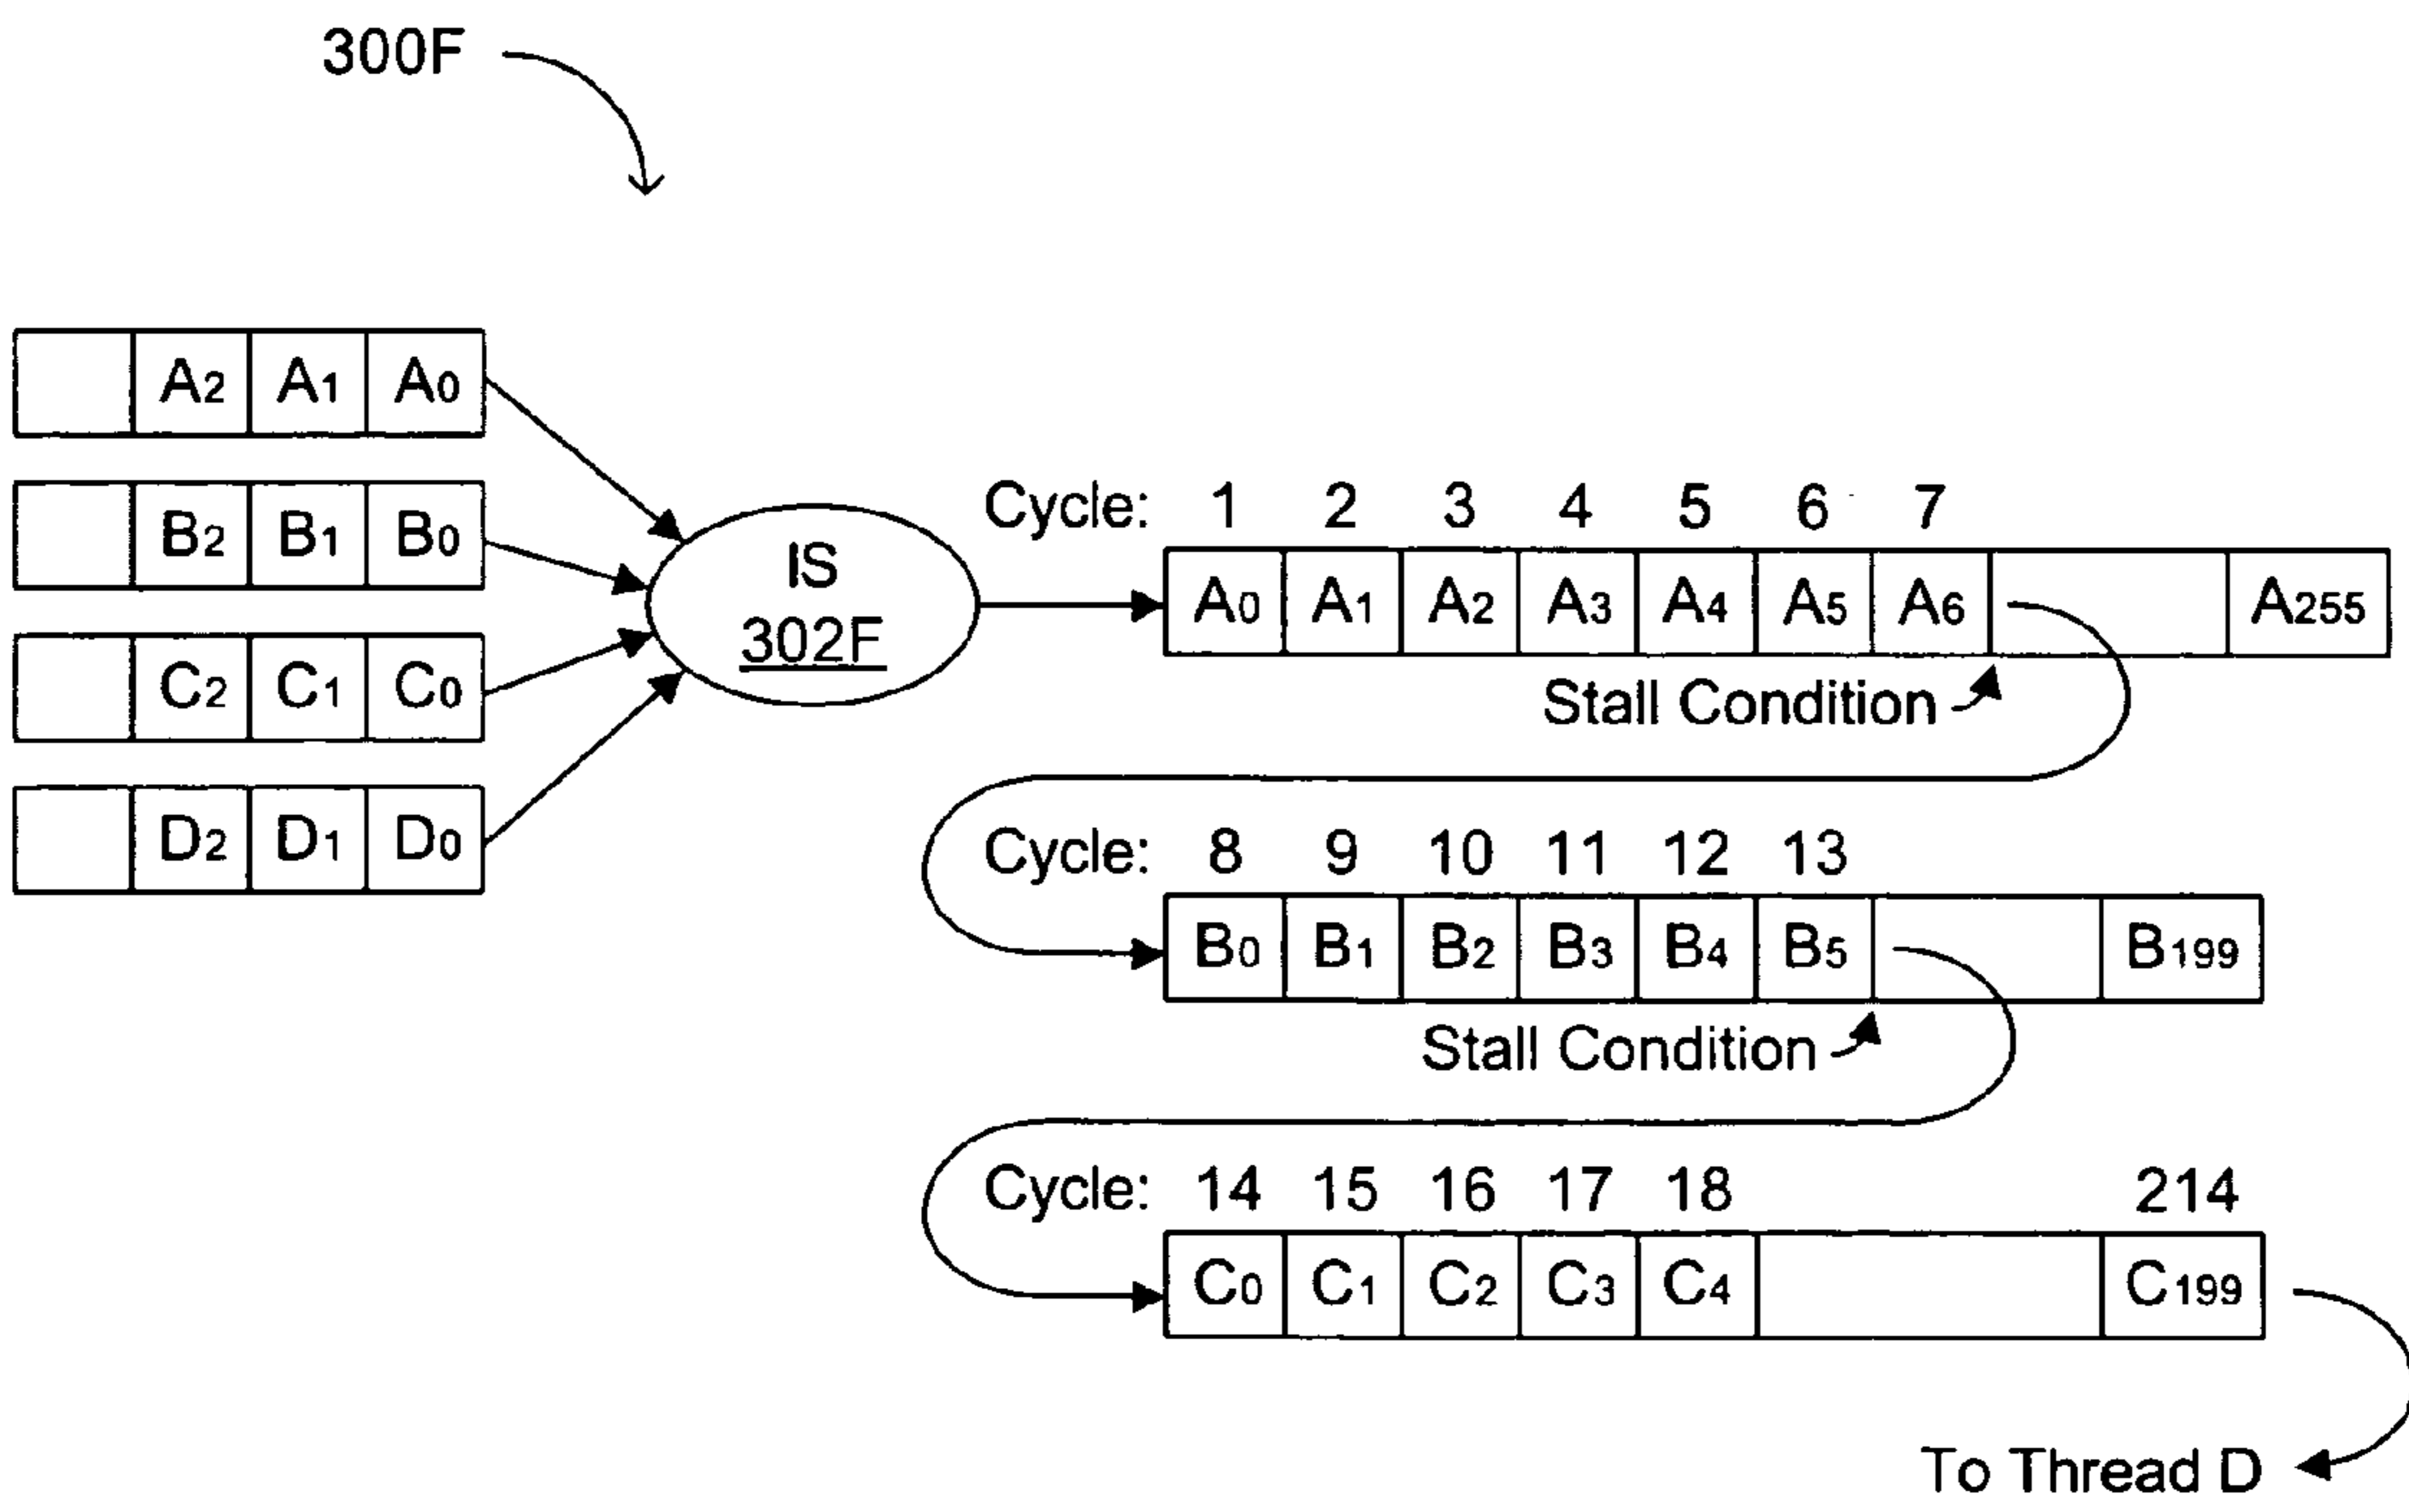 300F
A2 A1 A0
B2 B1 B0
C2 C1 C0
D2 D1 D0
IS
302F
Cycle: 1 2 3 4 5 6 7
A0 A1 A2 A3 A4 A5 A6 A255
Stall Condition
Cycle: 8 9 10 11 12 13
B0 B1 B2 B3 B4 B5 B199
Stall Condition
Cycle: 14 15 16 17 18 214
C0 C1 C2 C3 C4 C199
To Thread D